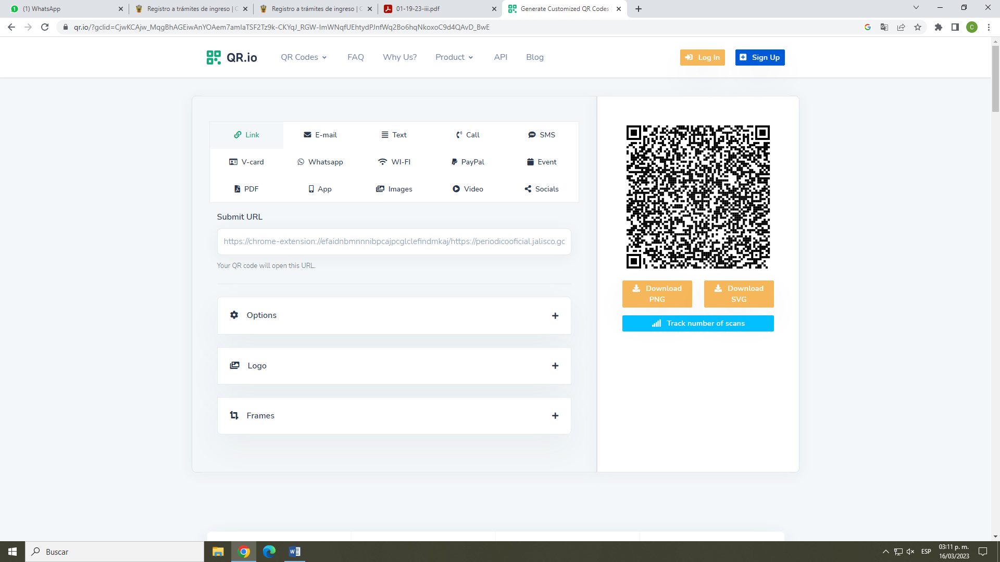 (1) WhatsApp
Registro a trámites de ingreso | C
Registro a trámites de ingreso | C
01-19-23-iii.pdf
Generate Customized QR Codes
qr.io/?gclid=CjwKCAjw_MqgBhAGEiwAnYOAem7amIaTSF2Tz9k-CKYqJ_RGW-ImWNqfUEhtydPJnfWq2Bo6hqNkoxoC9d4QAvD_BwE
C
QR.io
QR Codes
FAQ
Why Us?
Product
API
Blog
Log In
Sign Up
Link
E-mail
Text
Call
SMS
V-card
Whatsapp
WI-FI
PayPal
Event
PDF
App
Images
Video
Socials
Submit URL
https://chrome-extension://efaidnbmnnnibpcajpcglclefindmkaj/https://periodicooficial.jalisco.gc
Your QR code will open this URL.
Options
Logo
Frames
Download
PNG
Download
SVG
Track number of scans
Buscar
ESP
03:11 p. m.
16/03/2023